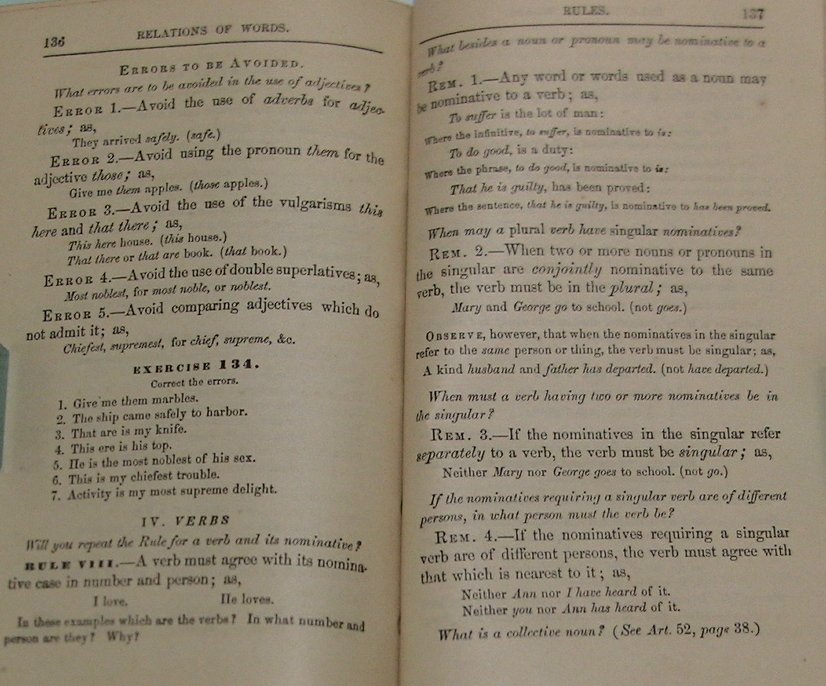 136
RELATIONS OF WORDS.
ERRORS TO BE AVOIDED.
What errors are to be avoided in the use of adjectives?
ERROR 1.—Avoid the use of adverbs for adjec-
tives; as,
They arrived safely. (safe.)
ERROR 2.—Avoid using the pronoun them for the
adjective those; as,
Give me them apples. (those apples.)
ERROR 3.—Avoid the use of the vulgarisms this
here and that there; as,
This here house. (this house.)
That there or that are book. (that book.)
ERROR 4.—Avoid the use of double superlatives; as,
Most noblest, for most noble, or noblest.
ERROR 5.—Avoid comparing adjectives which do
not admit it; as,
Chiefest, supremest, for chief, supreme, &c.
EXERCISE 134.
Correct the errors.
1. Give me them marbles.
2. The ship came safely to harbor.
3. That are is my knife.
4. This ere is his top.
5. He is the most noblest of his sex.
6. This is my chiefest trouble.
7. Activity is my most supreme delight.
IV. VERBS
Will you repeat the Rule for a verb and its nominative?
RULE VIII.—A verb must agree with its nomina-
tive case in number and person; as,
I love. He loves.
In these examples which are the verbs? In what number and
person are they? Why?
RULES.
137
What besides a noun or pronoun may be nominative to a
verb?
REM. 1.—Any word or words used as a noun may
be nominative to a verb; as,
To suffer is the lot of man:
Where the infinitive, to suffer, is nominative to is:
To do good, is a duty:
Where the phrase, to do good, is nominative to is:
That he is guilty, has been proved:
Where the sentence, that he is guilty, is nominative to has been proved.
When may a plural verb have singular nominatives?
REM. 2.—When two or more nouns or pronouns in
the singular are conjointly nominative to the same
verb, the verb must be in the plural; as,
Mary and George go to school. (not goes.)
OBSERVE, however, that when the nominatives in the singular
refer to the same person or thing, the verb must be singular; as,
A kind husband and father has departed. (not have departed.)
When must a verb having two or more nominatives be in
the singular?
REM. 3.—If the nominatives in the singular refer
separately to a verb, the verb must be singular; as,
Neither Mary nor George goes to school. (not go.)
If the nominatives requiring a singular verb are of different
persons, in what person must the verb be?
REM. 4.—If the nominatives requiring a singular
verb are of different persons, the verb must agree with
that which is nearest to it; as,
Neither Ann nor I have heard of it.
Neither you nor Ann has heard of it.
What is a collective noun? (See Art. 52, page 38.)